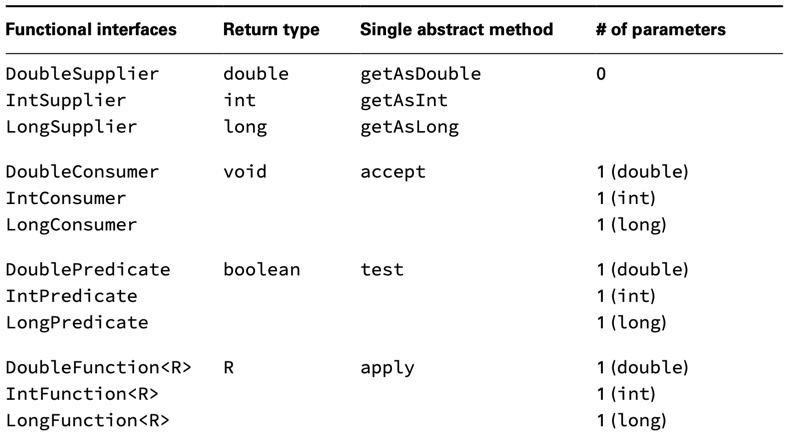 Functional interfaces Return type Single abstract method # of parameters
DoubleSupplier double getAsDouble 0
IntSupplier int getAsInt
LongSupplier long getAsLong
DoubleConsumer void accept 1 (double)
IntConsumer 1 (int)
LongConsumer 1 (long)
DoublePredicate boolean test 1 (double)
IntPredicate 1 (int)
LongPredicate 1 (long)
DoubleFunction<R> R apply 1 (double)
IntFunction<R> 1 (int)
LongFunction<R> 1 (long)